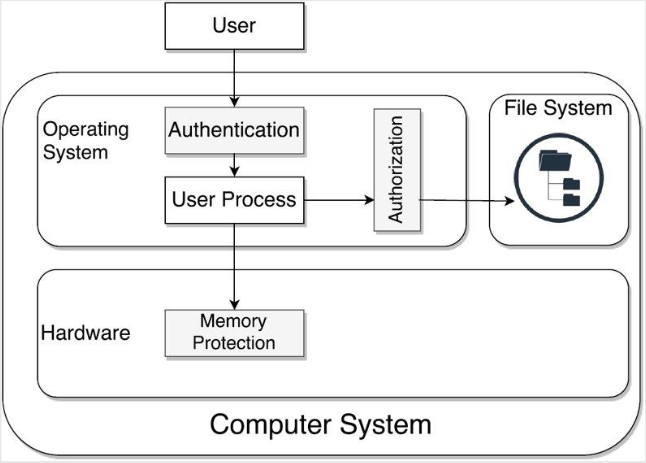 User
Operating
System
Authentication
User Process
Authorization
File System
Hardware
Memory
Protection
Computer System